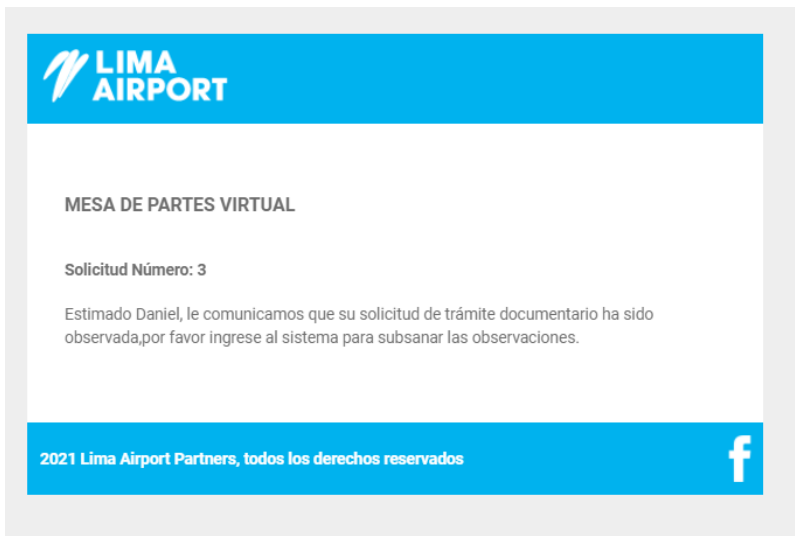 LIMA
AIRPORT
MESA DE PARTES VIRTUAL
Solicitud Número: 3
Estimado Daniel, le comunicamos que su solicitud de trámite documentario ha sido
observada,por favor ingrese al sistema para subsanar las observaciones.
2021 Lima Airport Partners, todos los derechos reservados
f